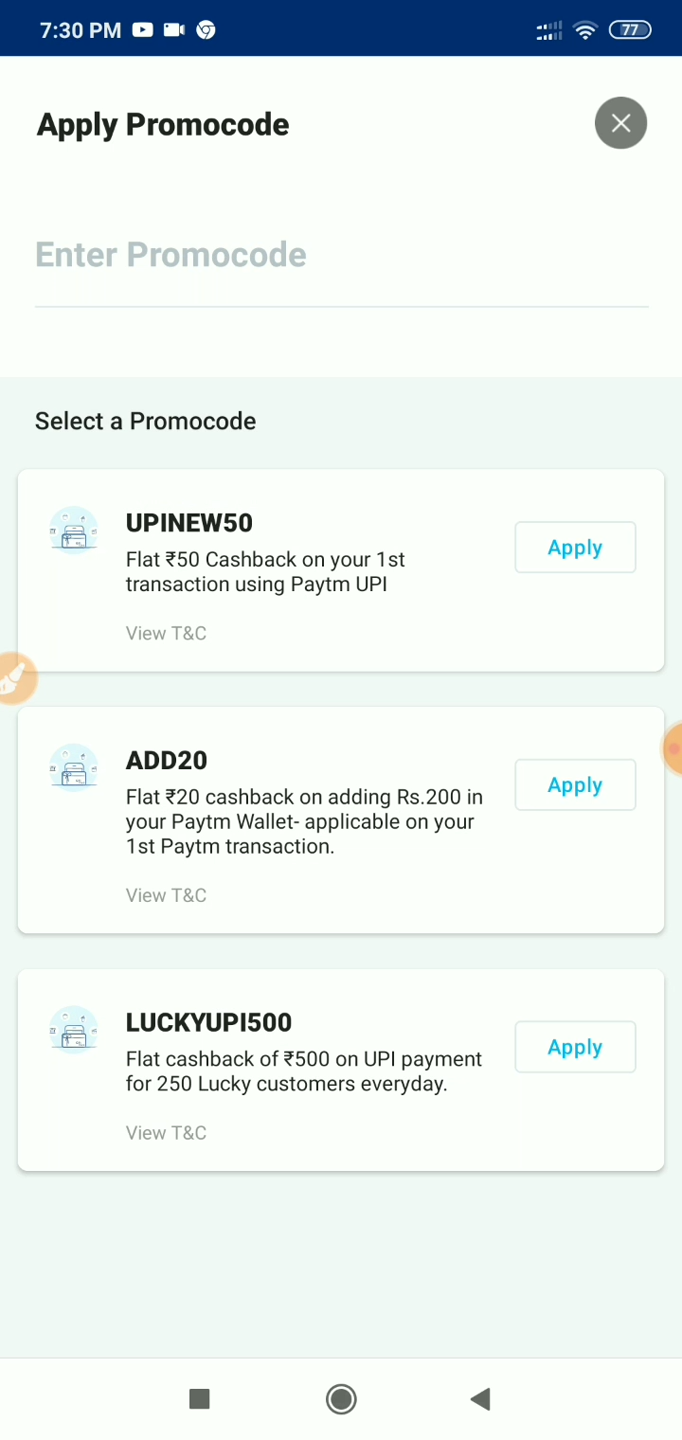 7:30 PM
77
Apply Promocode
Enter Promocode
Select a Promocode
UPINEW50
Flat ₹50 Cashback on your 1st
transaction using Paytm UPI
Apply
View T&C
ADD20
Flat ₹20 cashback on adding Rs.200 in
your Paytm Wallet- applicable on your
1st Paytm transaction.
Apply
View T&C
LUCKYUPI500
Flat cashback of ₹500 on UPI payment
for 250 Lucky customers everyday.
Apply
View T&C